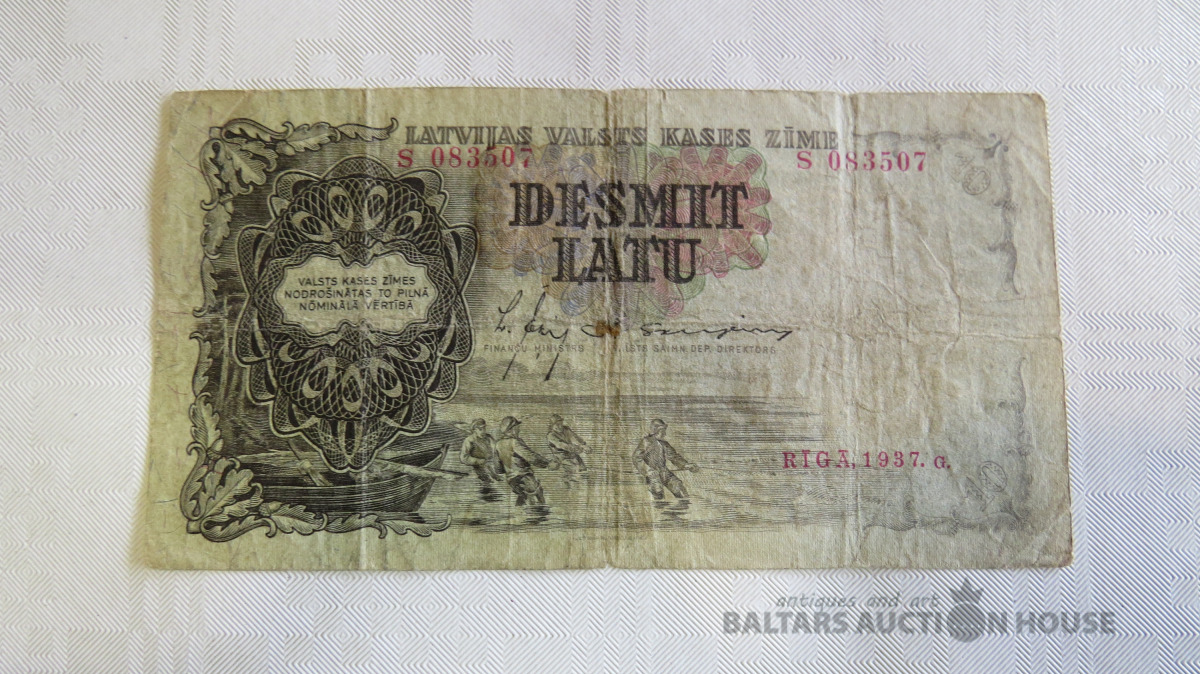 LATVIJAS VALSTS KASES ZĪME
S 083507
S 083507
DESMIT
LATU
VALSTS KASES ZĪMES
NODROŠINĀTAS TO PILNĀ
NŌMINĀLĀ VĒRTĪBĀ
FINANČU MINISTRS
DEP. DIREKTORS
RĪGĀ, 1937. G.
antiques and art
BALTARS AUCTION HOUSE